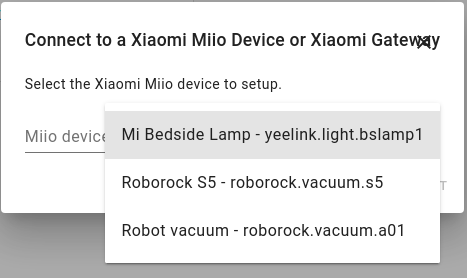 Connect to a Xiaomi Miio Device or Xiaomi Gateway
Select the Xiaomi Miio device to setup.
Miio device
Mi Bedside Lamp - yeelink.light.bslamp1
Roborock S5 - roborock.vacuum.s5
Robot vacuum - roborock.vacuum.a01